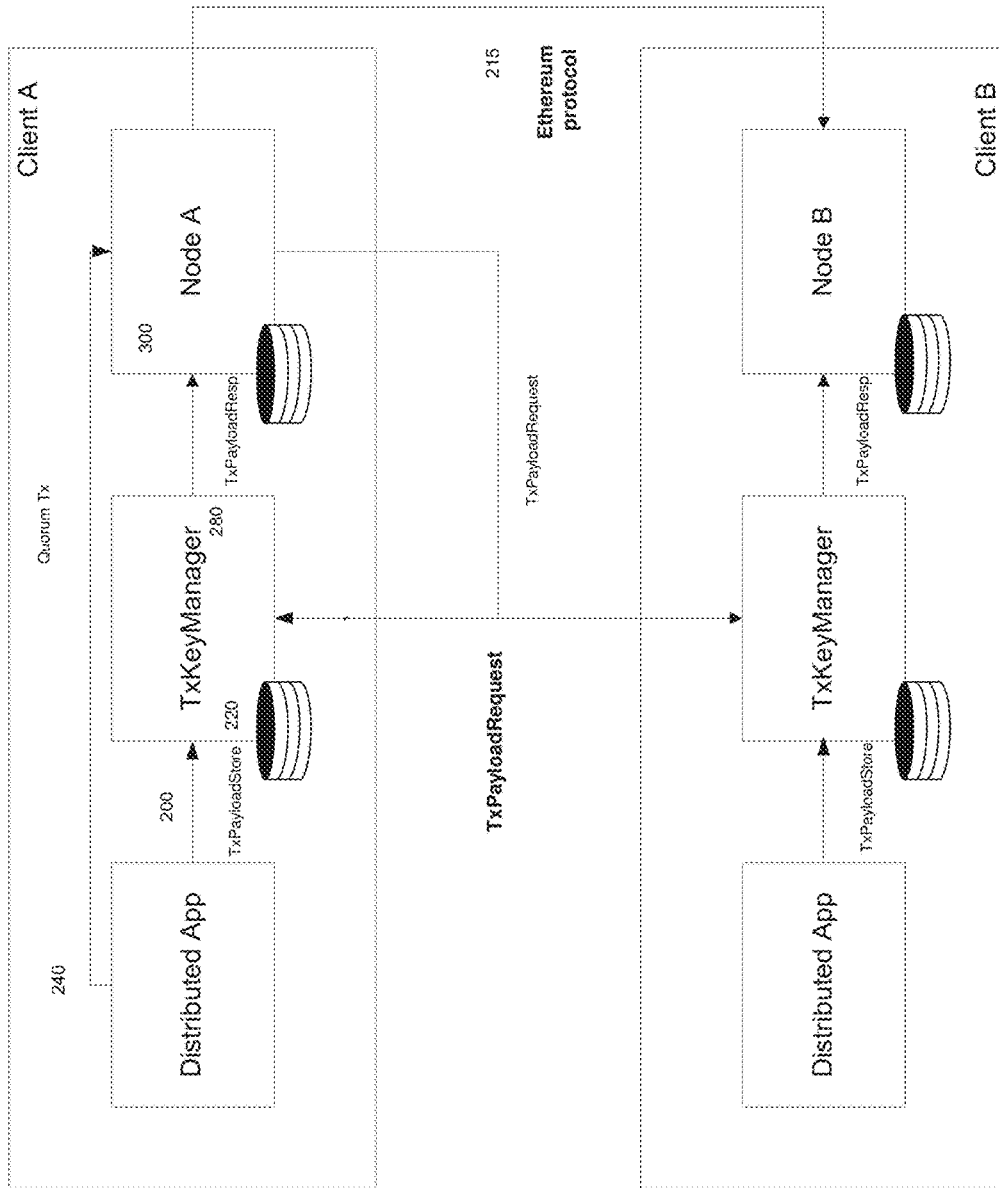 Client A
240
Quorum Tx
Distributed App
200
TxPayloadStore
220
TxKeyManager
280
TxPayloadResp
300
Node A
TxPayloadRequest
TxPayloadRequest
215
Ethereum
protocol
Distributed App
TxPayloadStore
TxKeyManager
TxPayloadResp
Node B
Client B